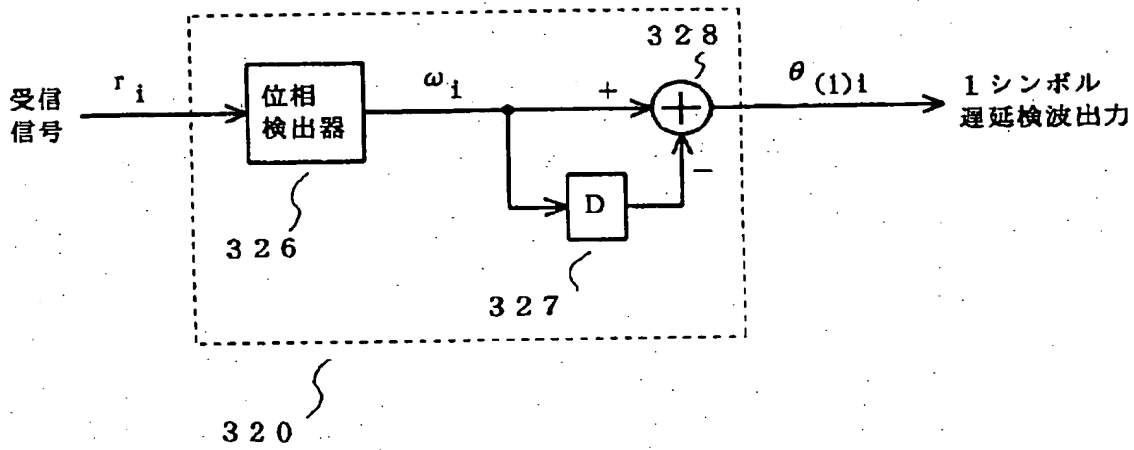 328
受信
信号
r i
位相
検出器
ω i
+
+
θ (1)i
1シンボル
遅延検波出力
−
D
326
327
320